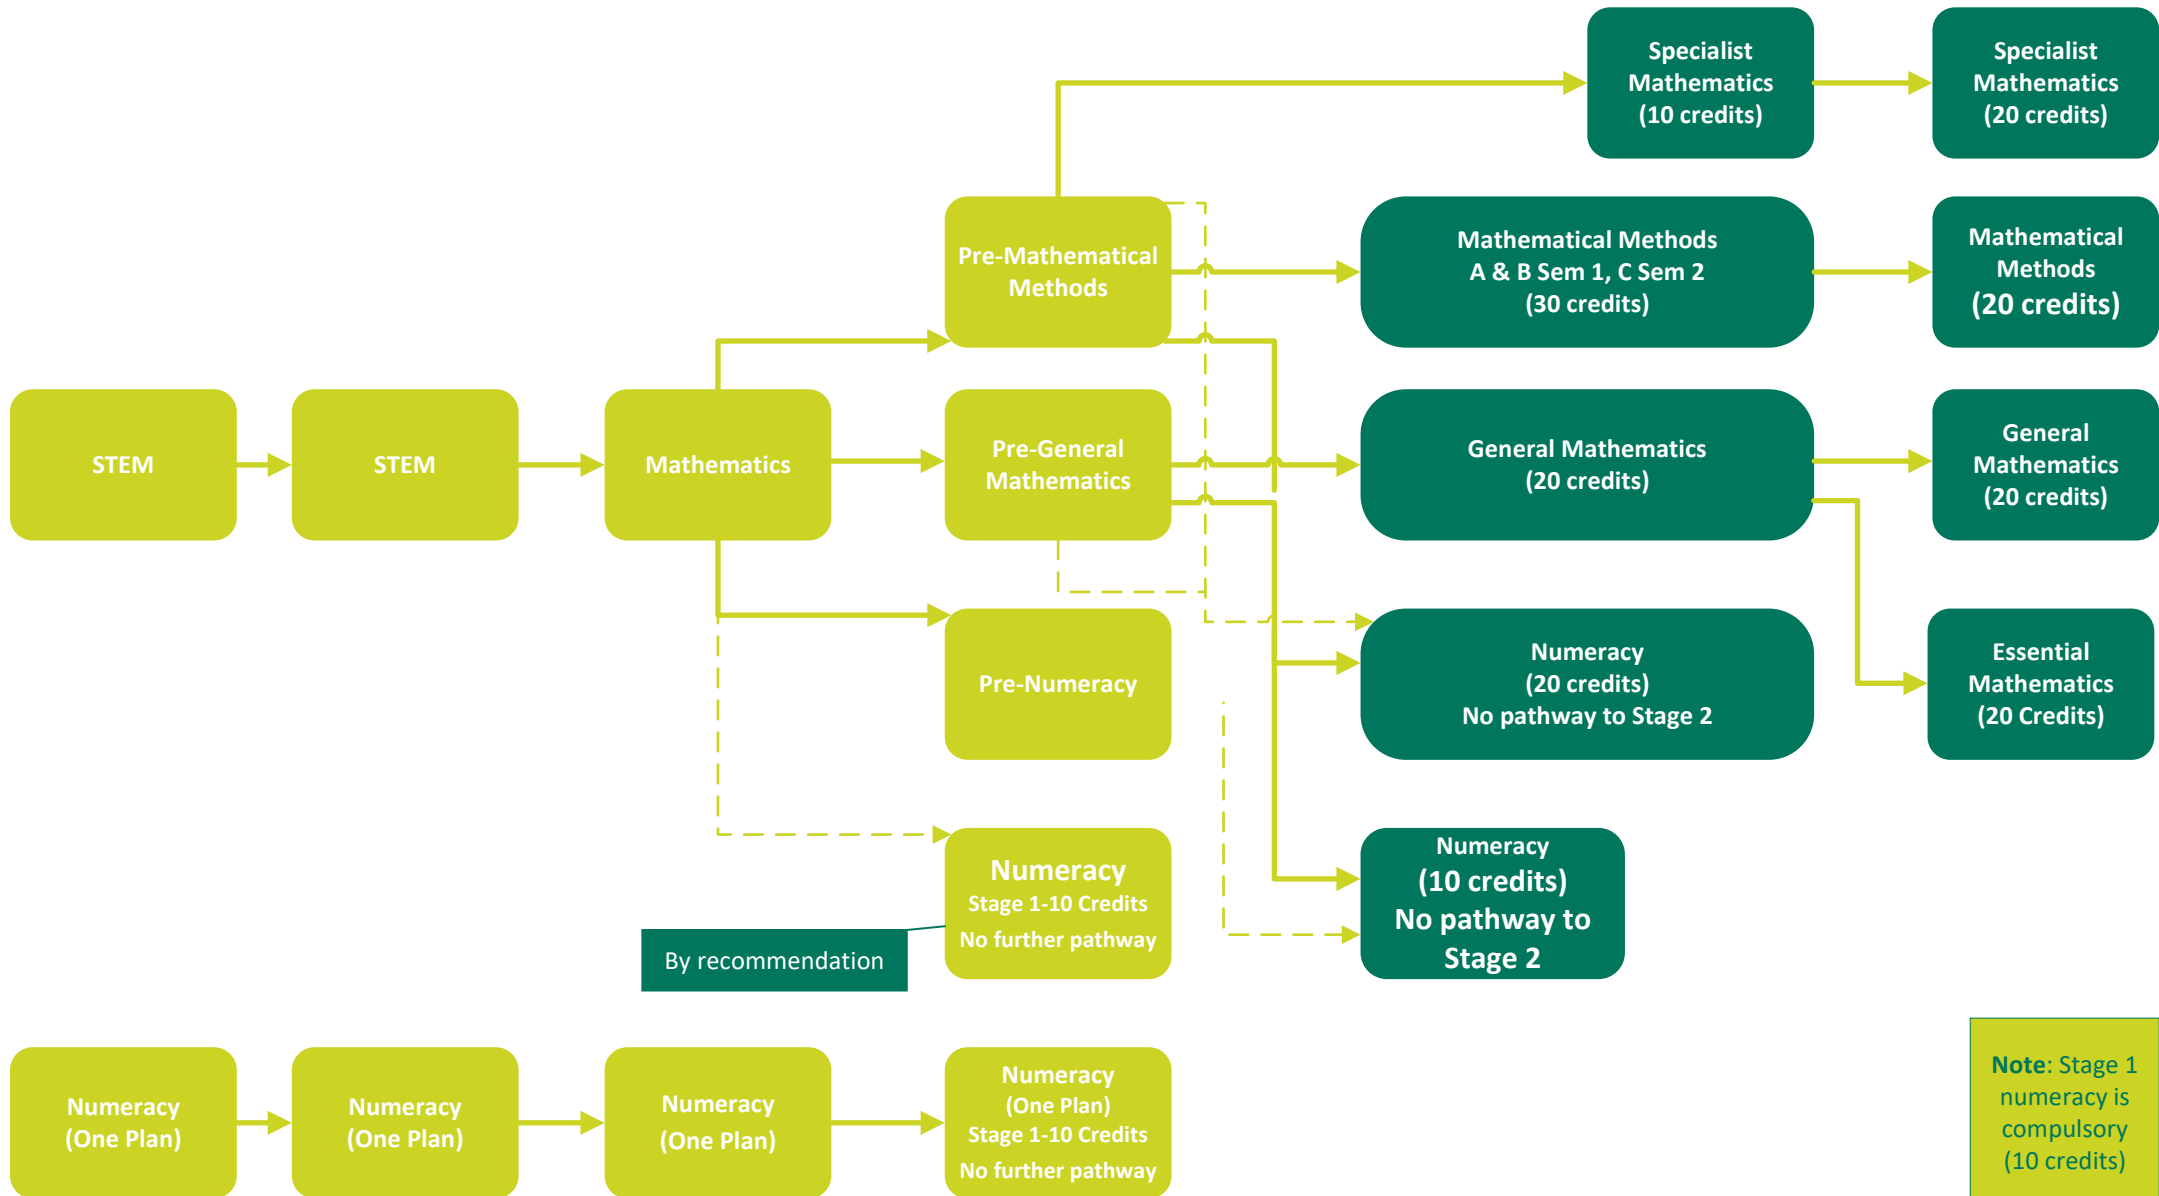 Specialist
Mathematics
(10 credits)
Specialist
Mathematics
(20 credits)
Pre-Mathematical
Methods
Mathematical Methods
A & B Sem 1, C Sem 2
(30 credits)
Mathematical
Methods
(20 credits)
STEM
STEM
Mathematics
Pre-General
Mathematics
General Mathematics
(20 credits)
General
Mathematics
(20 credits)
Pre-Numeracy
Numeracy
(20 credits)
No pathway to Stage 2
Essential
Mathematics
(20 Credits)
Numeracy
Stage 1-10 Credits
No further pathway
By recommendation
Numeracy
(10 credits)
No pathway to
Stage 2
Numeracy
(One Plan)
Numeracy
(One Plan)
Numeracy
(One Plan)
Numeracy
(One Plan)
Stage 1-10 Credits
No further pathway
Note: Stage 1
numeracy is
compulsory
(10 credits)